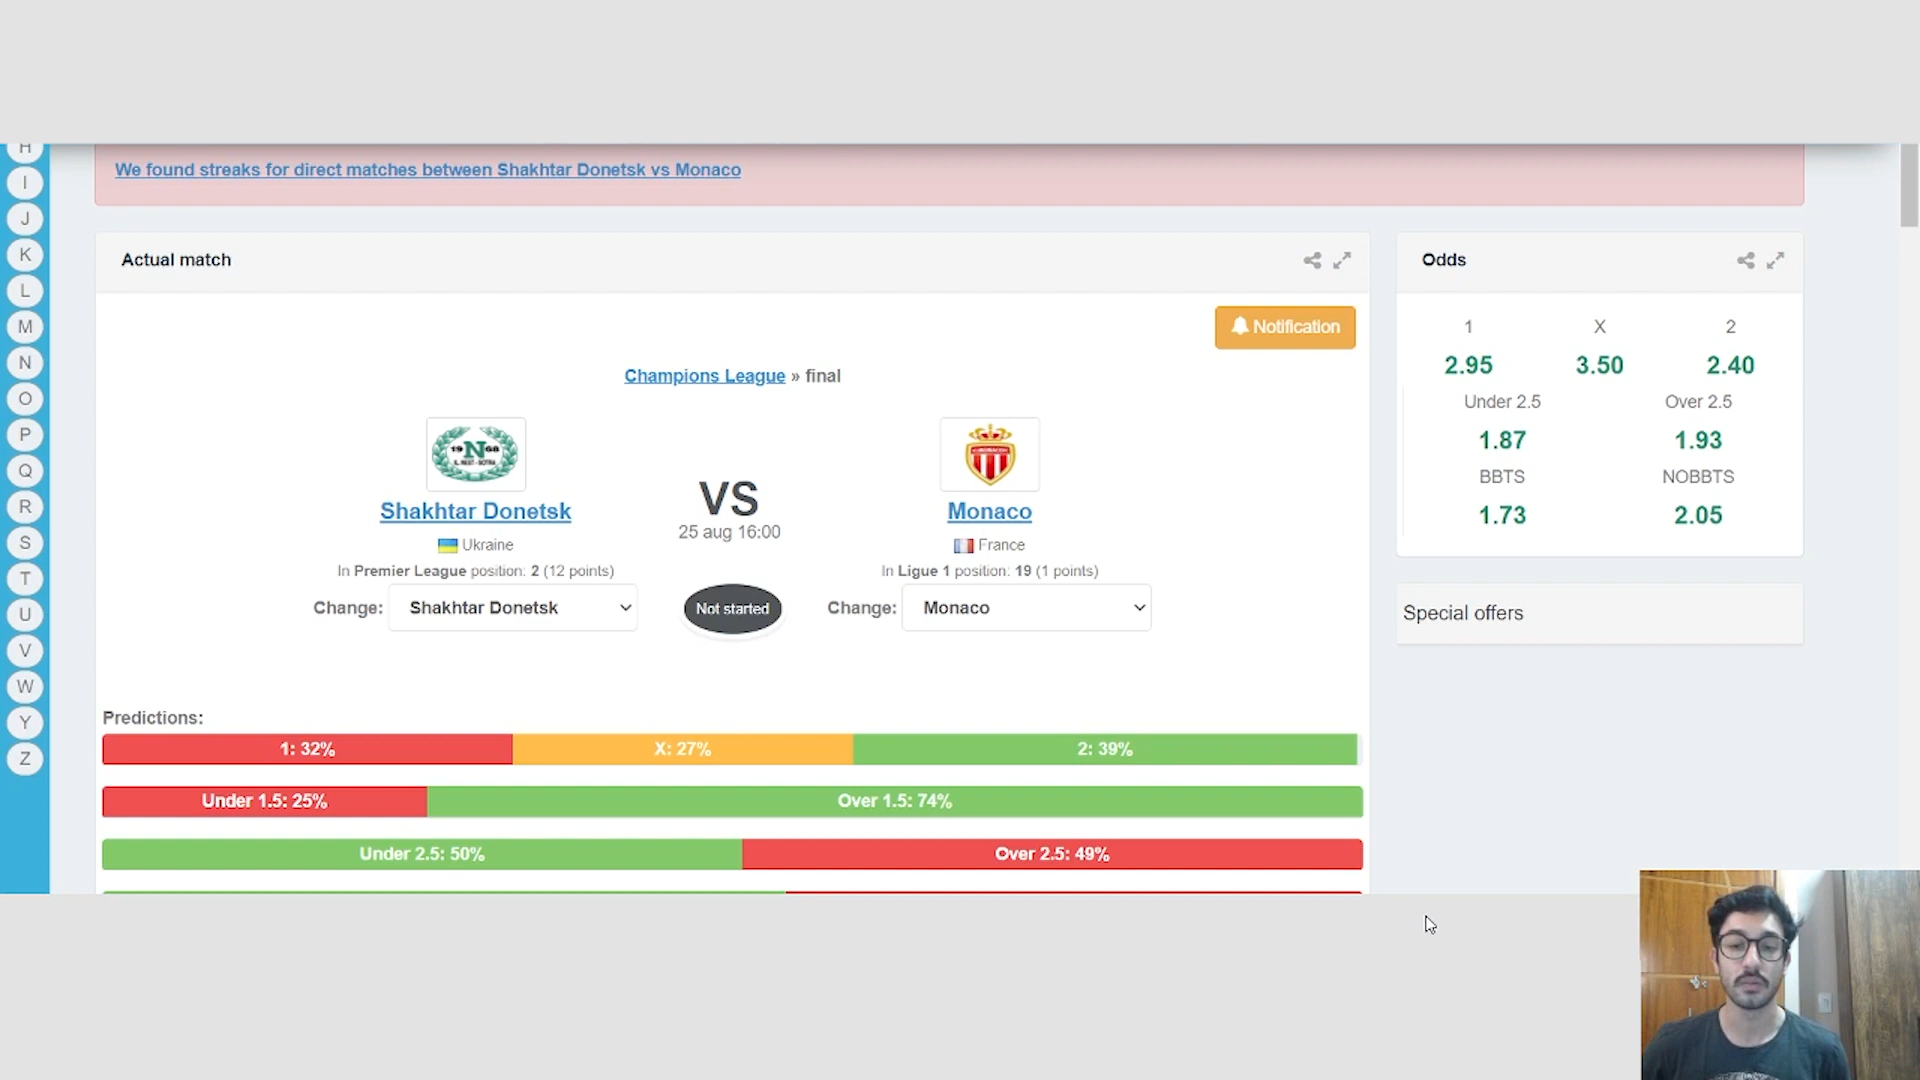 H
I
J
K
L
M
N
O
P
Q
R
S
T
U
V
W
Y
Z
We found streaks for direct matches between Shakhtar Donetsk vs Monaco
Actual match
Notification
Champions League » final
19 N 68
Shakhtar Donetsk
Ukraine
In Premier League position: 2 (12 points)
Change: Shakhtar Donetsk
VS
25 aug 16:00
Not started
Monaco
France
In Ligue 1 position: 19 (1 points)
Change: Monaco
Predictions:
1: 32% X: 27% 2: 39%
Under 1.5: 25% Over 1.5: 74%
Under 2.5: 50% Over 2.5: 49%
Odds
1 X 2
2.95 3.50 2.40
Under 2.5 Over 2.5
1.87 1.93
BBTS NOBBTS
1.73 2.05
Special offers